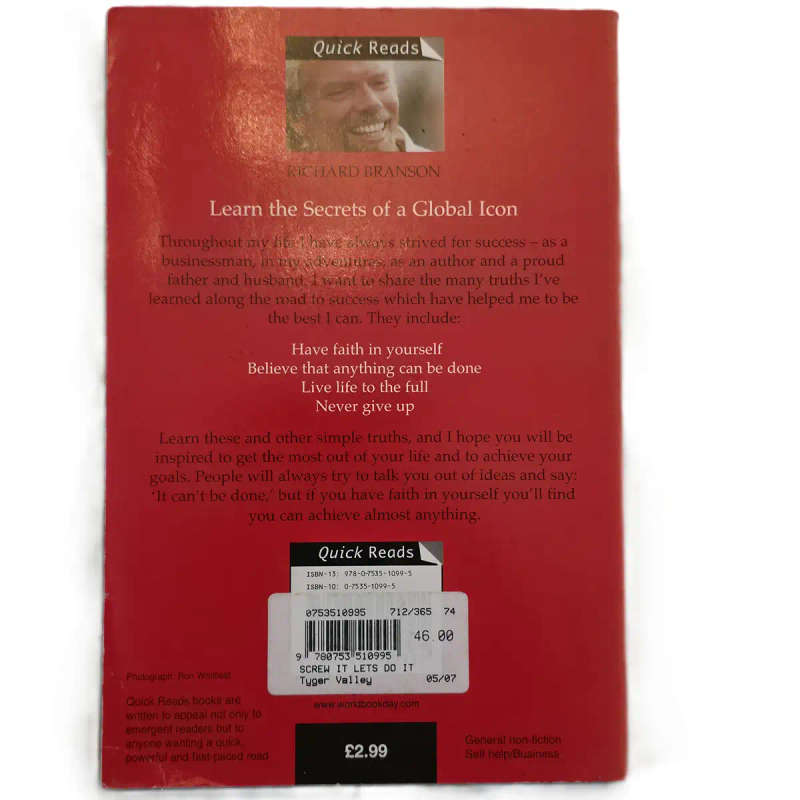 Quick Reads
RICHARD BRANSON
Learn the Secrets of a Global Icon
Throughout my life I have always strived for success – as a
businessman, in my adventures, as an author and a proud
father and husband. I want to share the many truths I've
learned along the road to success which have helped me to be
the best I can. They include:
Have faith in yourself
Believe that anything can be done
Live life to the full
Never give up
Learn these and other simple truths, and I hope you will be
inspired to get the most out of your life and to achieve your
goals. People will always try to talk you out of ideas and say:
'It can't be done,' but if you have faith in yourself you'll find
you can achieve almost anything.
Quick Reads
ISBN-13: 978-0-7535-1099-5
ISBN-10: 0-7535-1099-5
0753510995 712/365 74
46.00
9 780753 510995
SCREW IT LETS DO IT
Tyger Valley 05/07
Photograph: Ron
www.worldbookday.com
Quick Reads books are
written to appeal not only to
emergent readers but to
anyone wanting a quick,
powerful and fast-paced read
£2.99
General non-fiction
Self help/Business